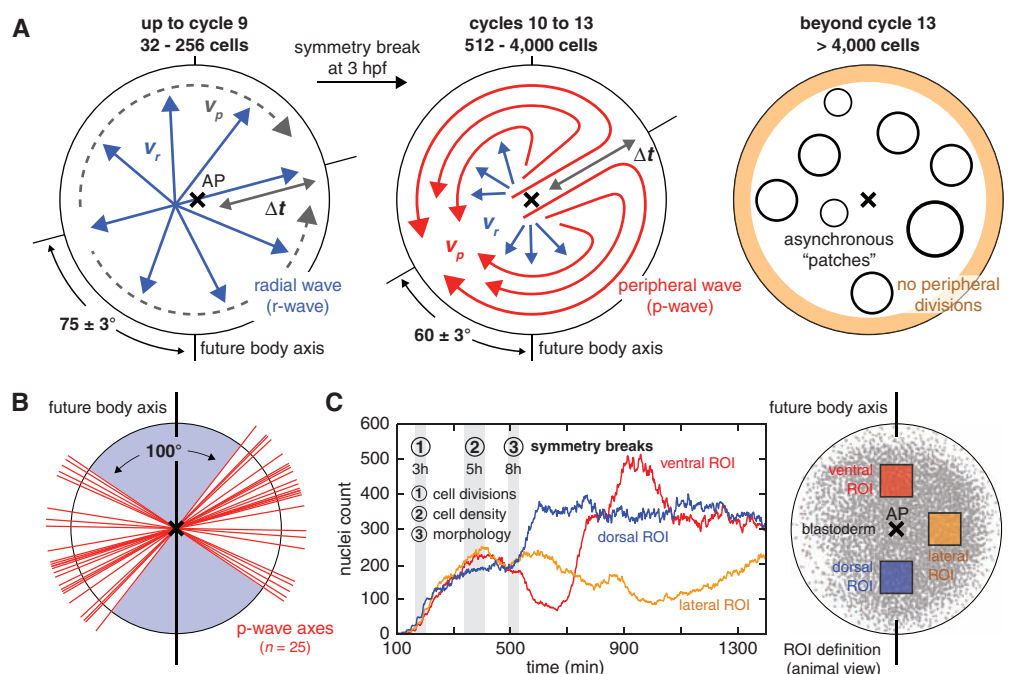 A
up to cycle 9
32 - 256 cells
symmetry break
at 3 hpf
cycles 10 to 13
512 - 4,000 cells
beyond cycle 13
> 4,000 cells
vp
vr
AP
Δt
75 ± 3°
radial wave
(r-wave)
future body axis
Δt
vr
vp
60 ± 3°
peripheral wave
(p-wave)
future body axis
asynchronous
"patches"
no peripheral
divisions
B
future body axis
100°
p-wave axes
(n = 25)
C
600
500
400
300
200
100
0
nuclei count
1 2 3 symmetry breaks
3h 5h 8h
1 cell divisions
2 cell density
3 morphology
ventral ROI
dorsal ROI
lateral ROI
100 500 900 1300
time (min)
future body axis
ventral
ROI
AP
blastoderm
lateral
ROI
dorsal
ROI
ROI definition
(animal view)